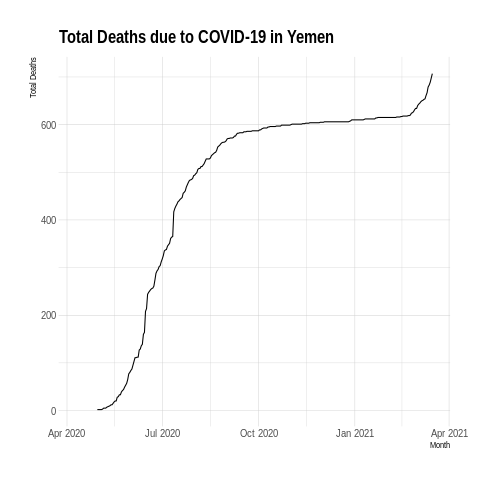 Total Deaths due to COVID-19 in Yemen
Total Deaths
600
400
200
0
Apr 2020 Jul 2020 Oct 2020 Jan 2021 Apr 2021
Month